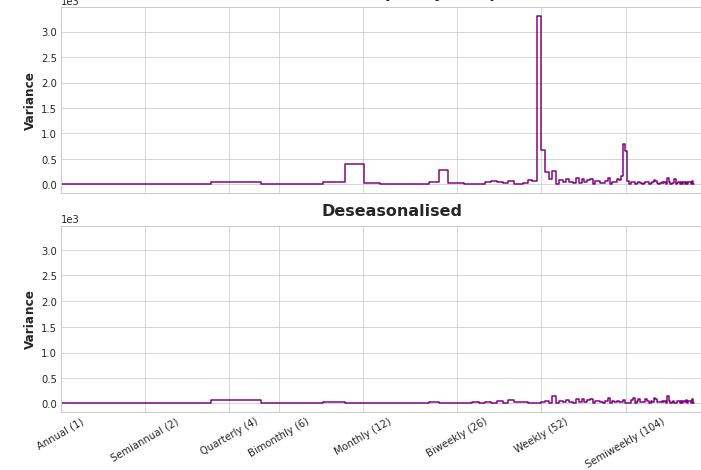 1e3
3.0
2.5
2.0
1.5
1.0
0.5
0.0
Variance
Deseasonalised
1e3
3.0
2.5
2.0
1.5
1.0
0.5
0.0
Variance
Annual (1)
Semiannual (2)
Quarterly (4)
Bimonthly (6)
Monthly (12)
Biweekly (26)
Weekly (52)
Semiweekly (104)